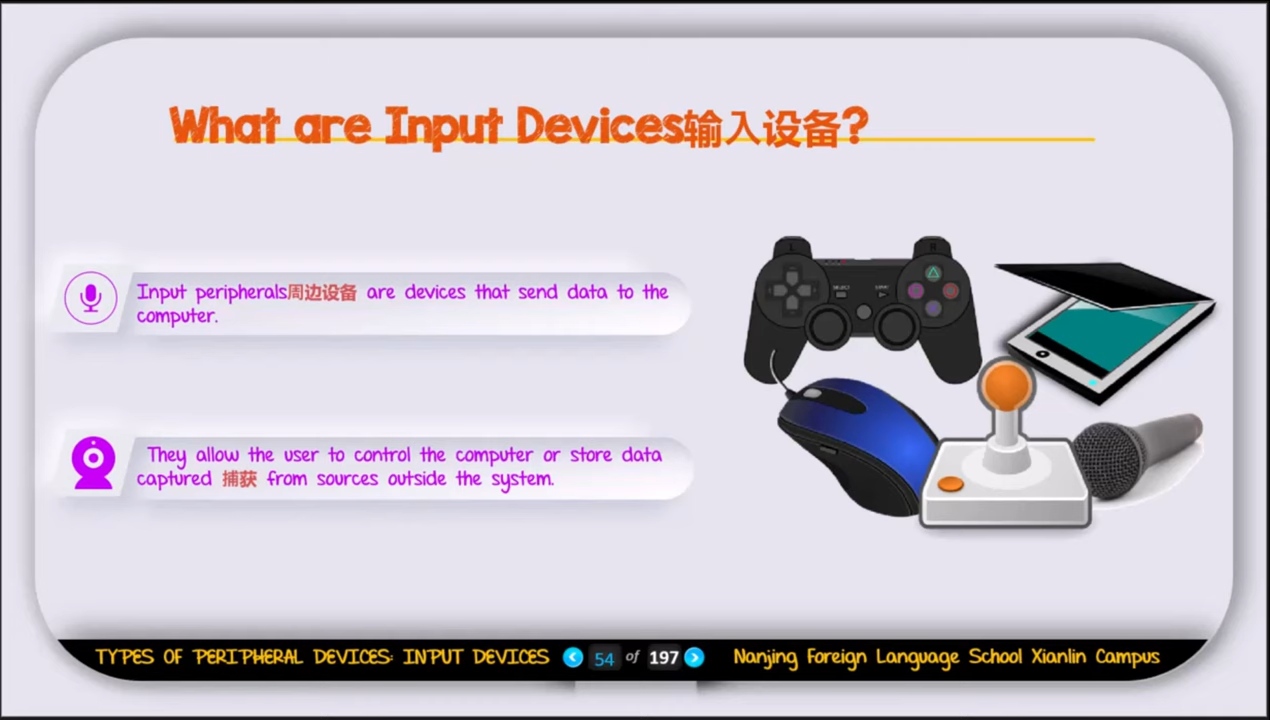 What are Input Devices输入设备?
Input peripherals周边设备 are devices that send data to the
computer.
They allow the user to control the computer or store data
captured 捕获 from sources outside the system.
L
R
SELECT
START
TYPES OF PERIPHERAL DEVICES: INPUT DEVICES
54 of 197
Nanjing Foreign Language School Xianlin Campus